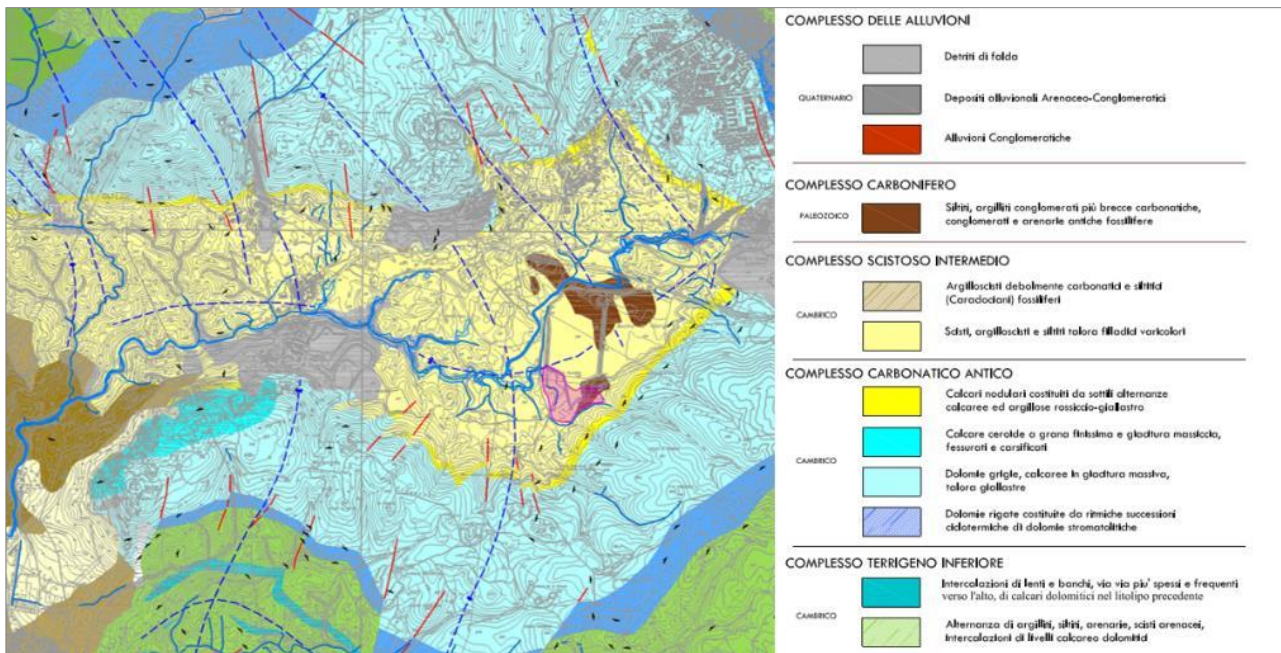 COMPLESSO DELLE ALLUVIONI
Detriti di falda
QUATERNARIO
Depositi alluvionali Arenaceo-Conglomeratici
Alluvioni Conglomeratiche
COMPLESSO CARBONIFERO
PALEOZOICO
Siltiti, argilliti conglomerati più brecce carbonatiche,
conglomerati e arenarie antiche fossilifere
COMPLESSO SCISTOSO INTERMEDIO
Argilloscisti debolmente carbonatici e siltitici
(Caradociani) fossiliferi
CAMBRICO
Scisti, argilloscisti e siltiti talora filladici varicolori
COMPLESSO CARBONATICO ANTICO
Calcari nodulari costituiti da sottili alternanze
calcaree ed argillose rossiccio-giallastro
Calcare ceroide a grana finissima e giacitura massiccia,
fessurati e carsificati
CAMBRICO
Dolomie grigie, calcaree in giacitura massiva,
talora giallastre
Dolomie rigate costituite da ritmiche successioni
ciclotermiche di dolomie stromatolitiche
COMPLESSO TERRIGENO INFERIORE
Intercalazioni di lenti e banchi, via via piu' spessi e frequenti
verso l'alto, di calcari dolomitici nel litolipo precedente
CAMBRICO
Alternanza di argilliti, siltiti, arenarie, scisti arenacei,
intercalazioni di livelli calcareo dolomitici